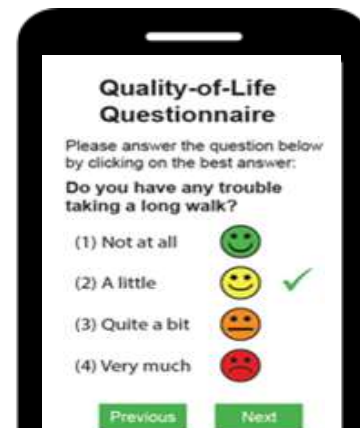 Quality-of-Life
Questionnaire
Please answer the question below
by clicking on the best answer:
Do you have any trouble
taking a long walk?
(1) Not at all
(2) A little
(3) Quite a bit
(4) Very much
Previous Next